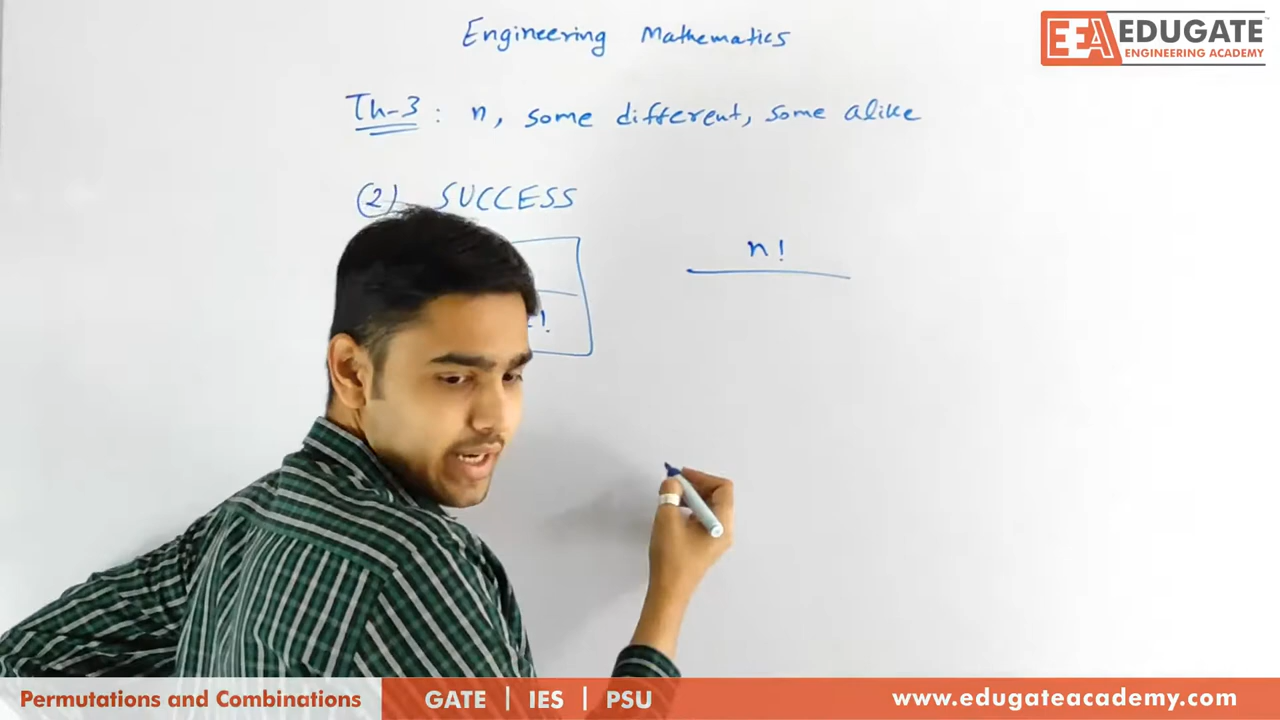 Engineering Mathematics
EEA EDUGATE
ENGINEERING ACADEMY
Th-3 : n, some different, some alike
(2) SUCCESS
n!
!
Permutations and Combinations
GATE | IES | PSU
www.edugateacademy.com